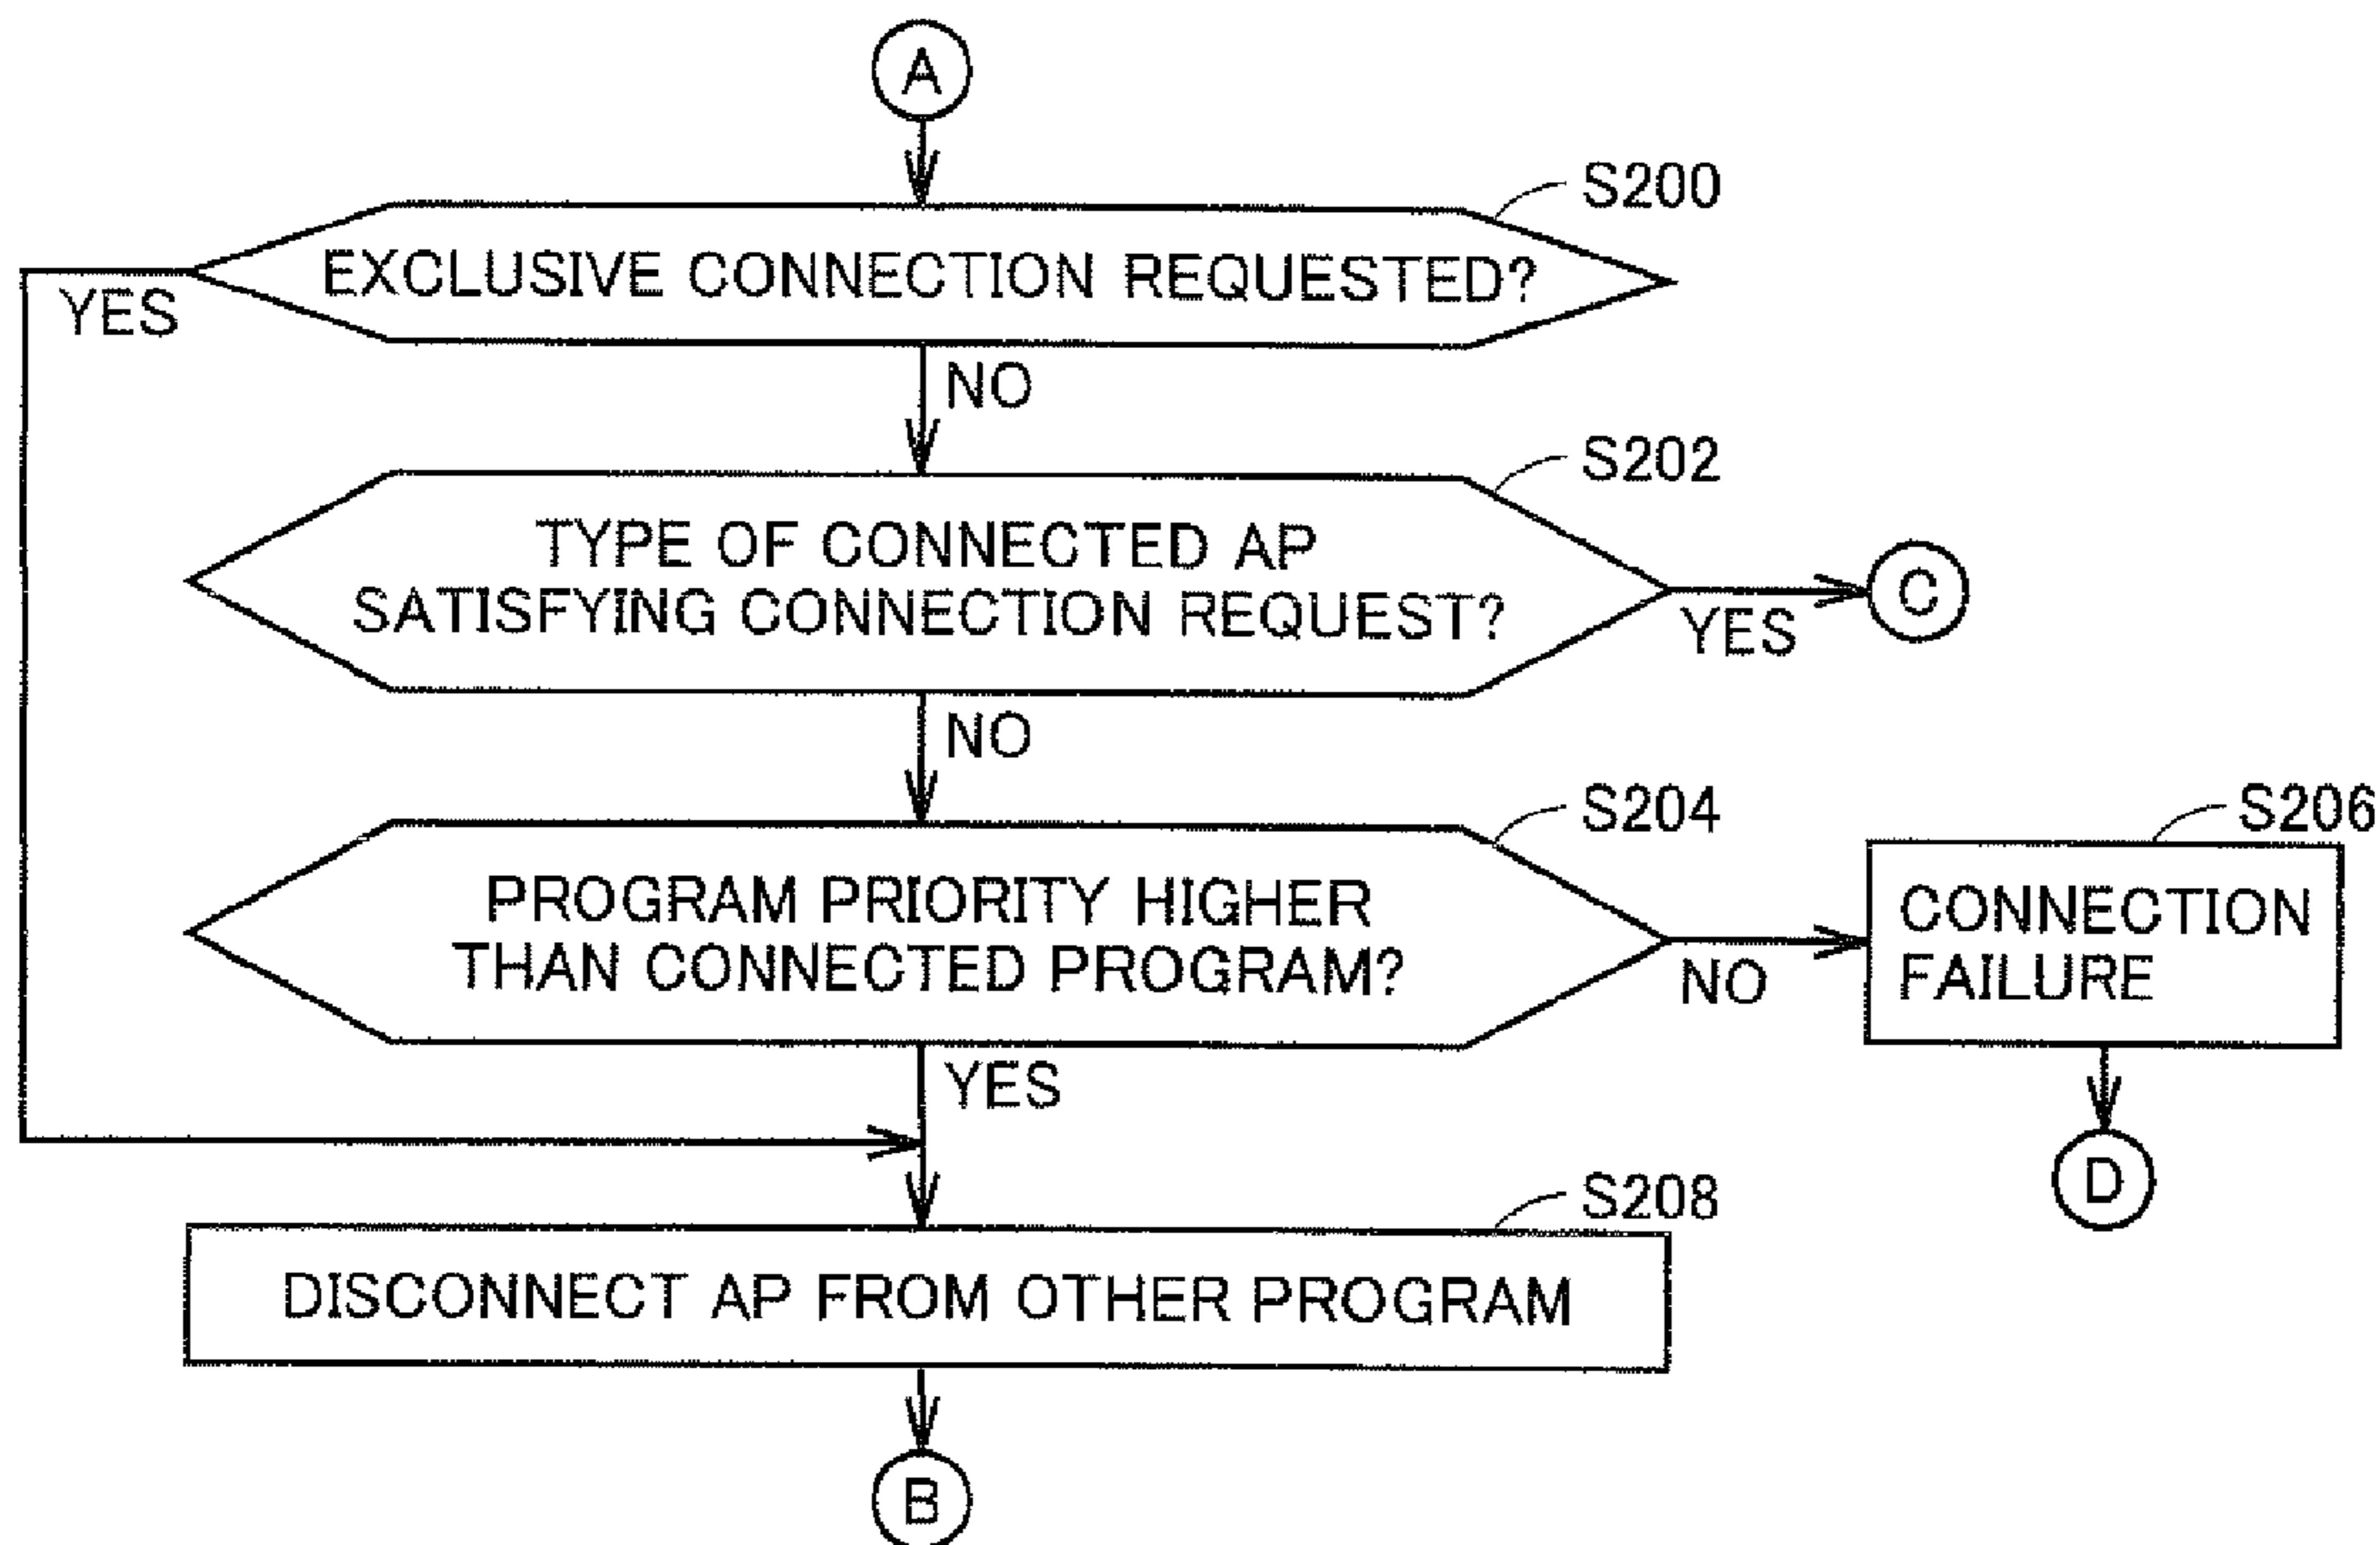 A
S200
EXCLUSIVE CONNECTION REQUESTED?
YES
NO
S202
TYPE OF CONNECTED AP
SATISFYING CONNECTION REQUEST?
YES
C
NO
S204
PROGRAM PRIORITY HIGHER
THAN CONNECTED PROGRAM?
NO
S206
CONNECTION
FAILURE
YES
D
S208
DISCONNECT AP FROM OTHER PROGRAM
B